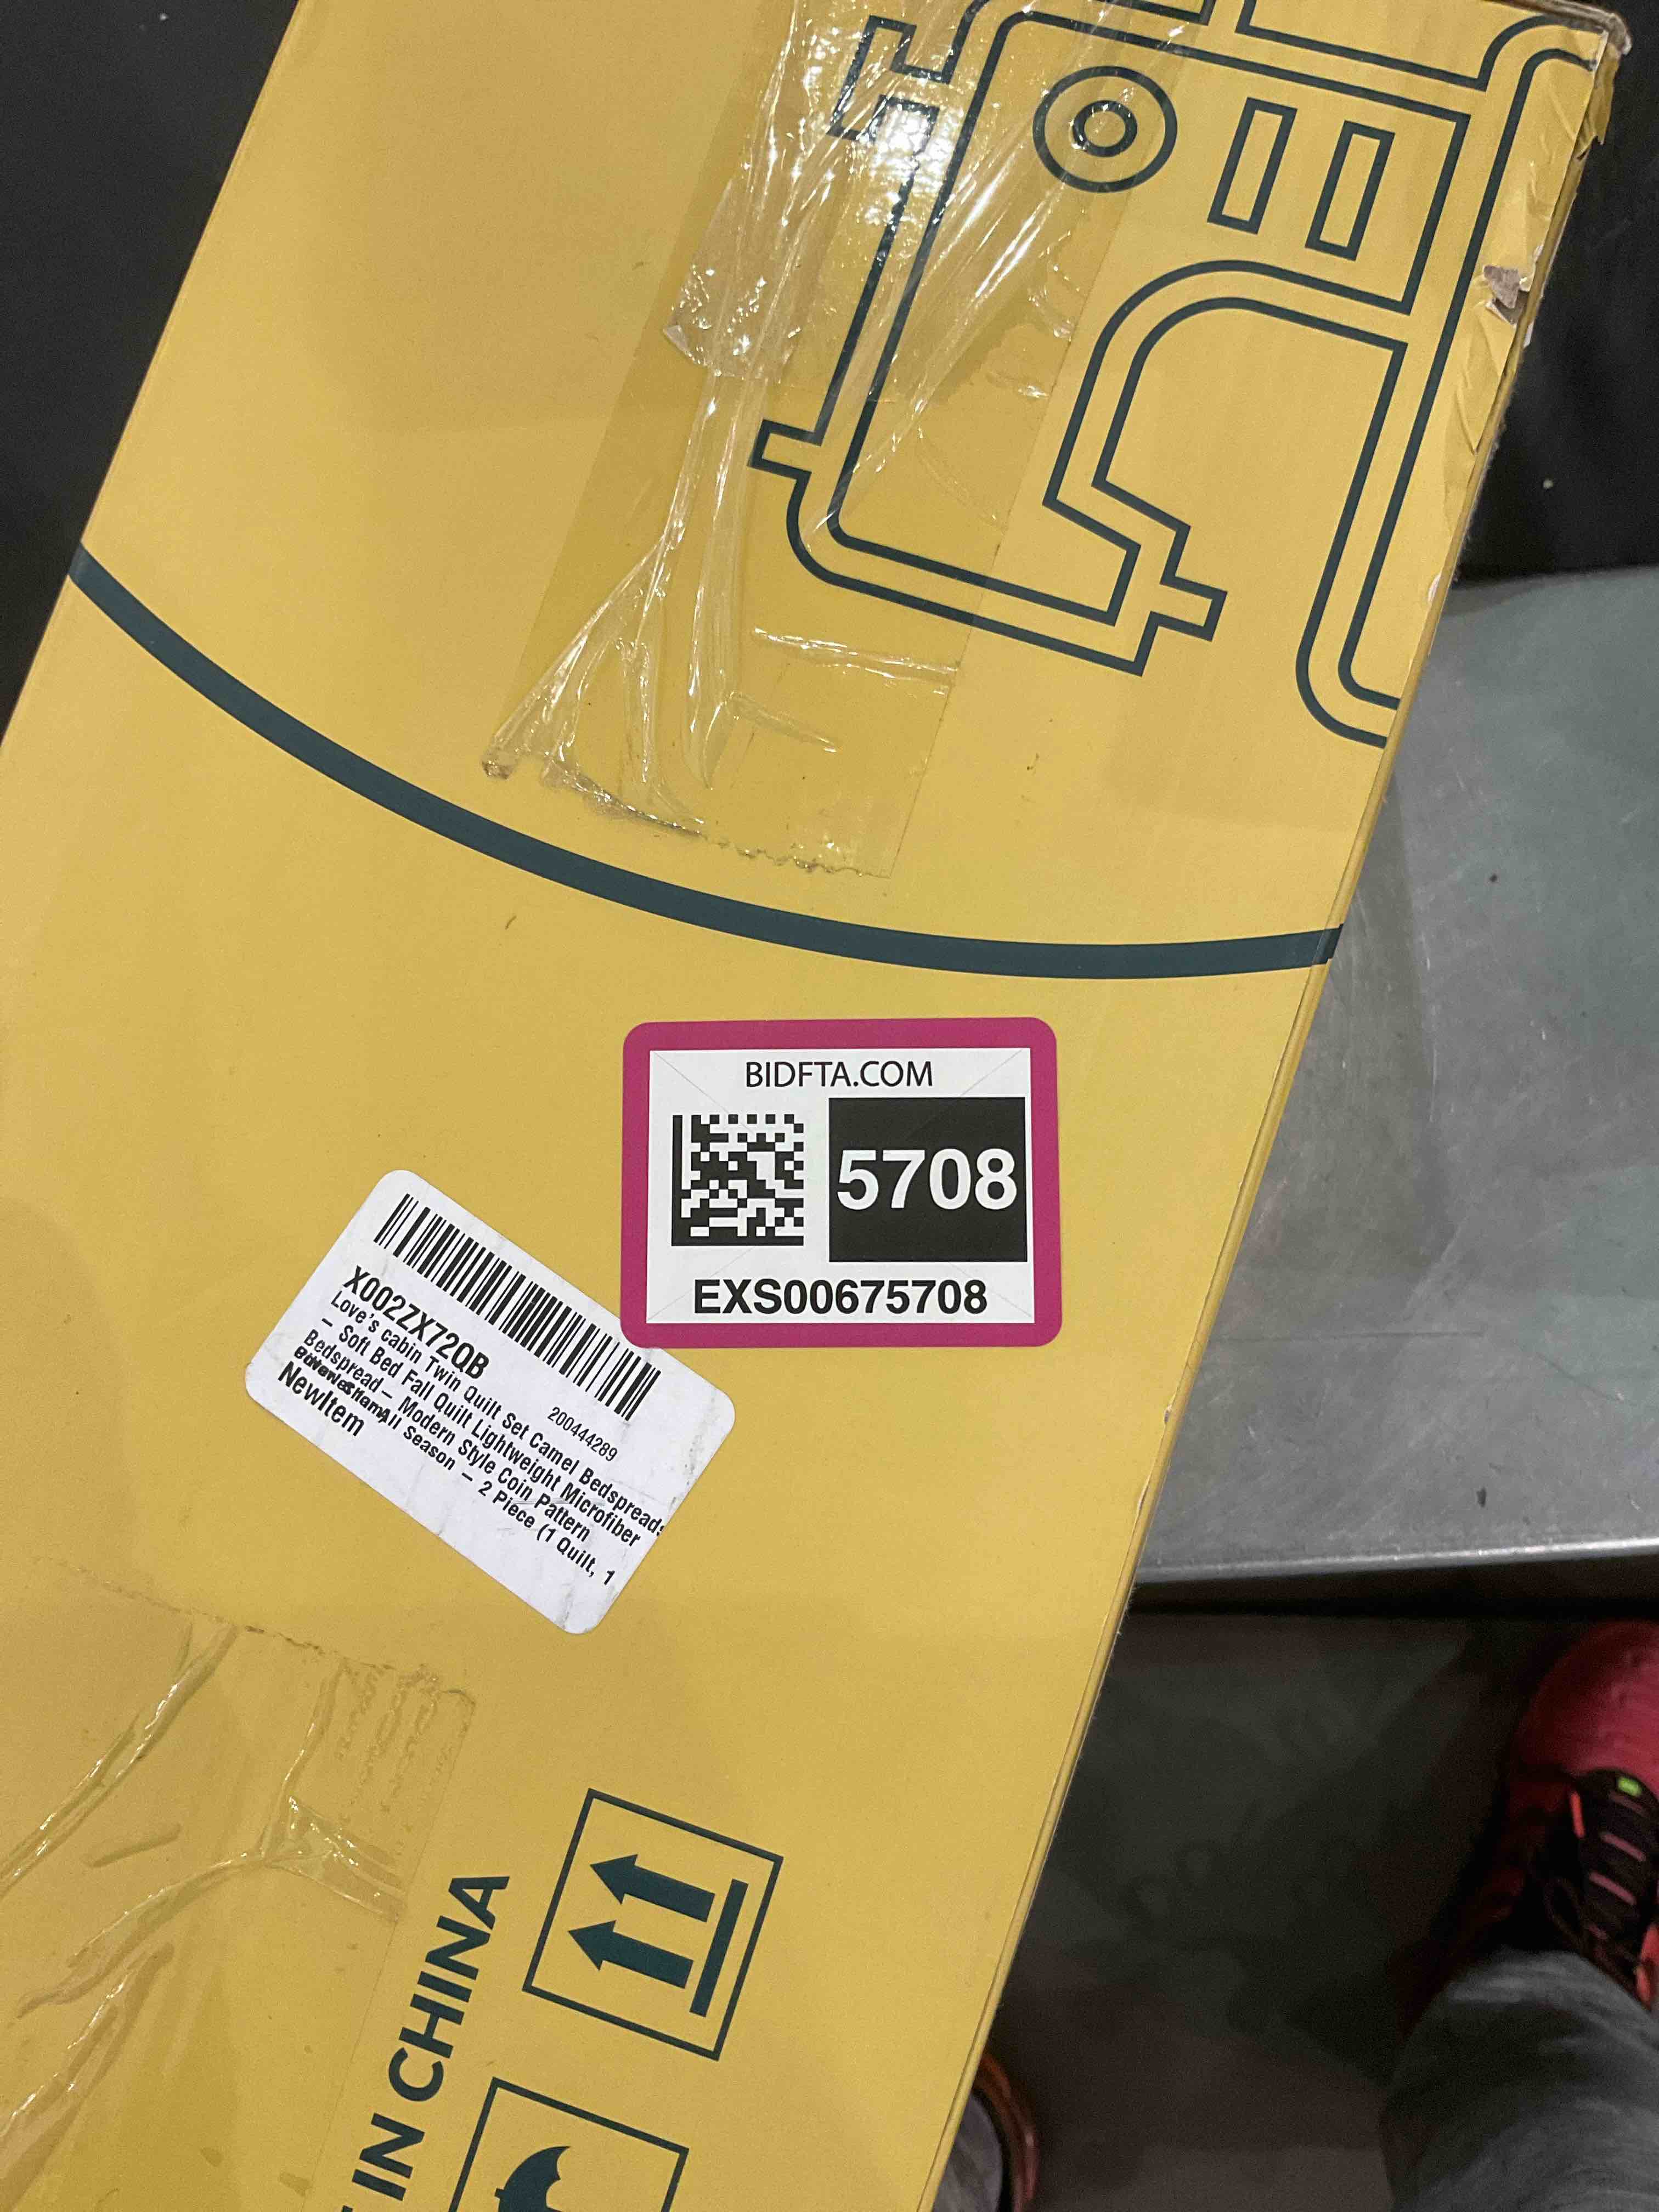 BIDFTA.COM
5708
EXS00675708
X002ZX72QB
200444289
Love's cabin Twin Quilt Set Camel Bedspreads
- Soft Bed Fall Quilt Lightweight Microfiber
Bedspread- Modern Style Coin Pattern
All Season - 2 Piece (1 Quilt, 1
NewItem
IN CHINA